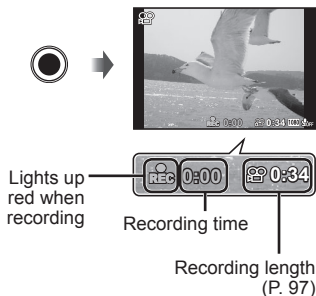 REC 0:00 0:34 1080
REC 0:00 0:34
Lights up
red when
recording
Recording time
Recording length
(P. 97)